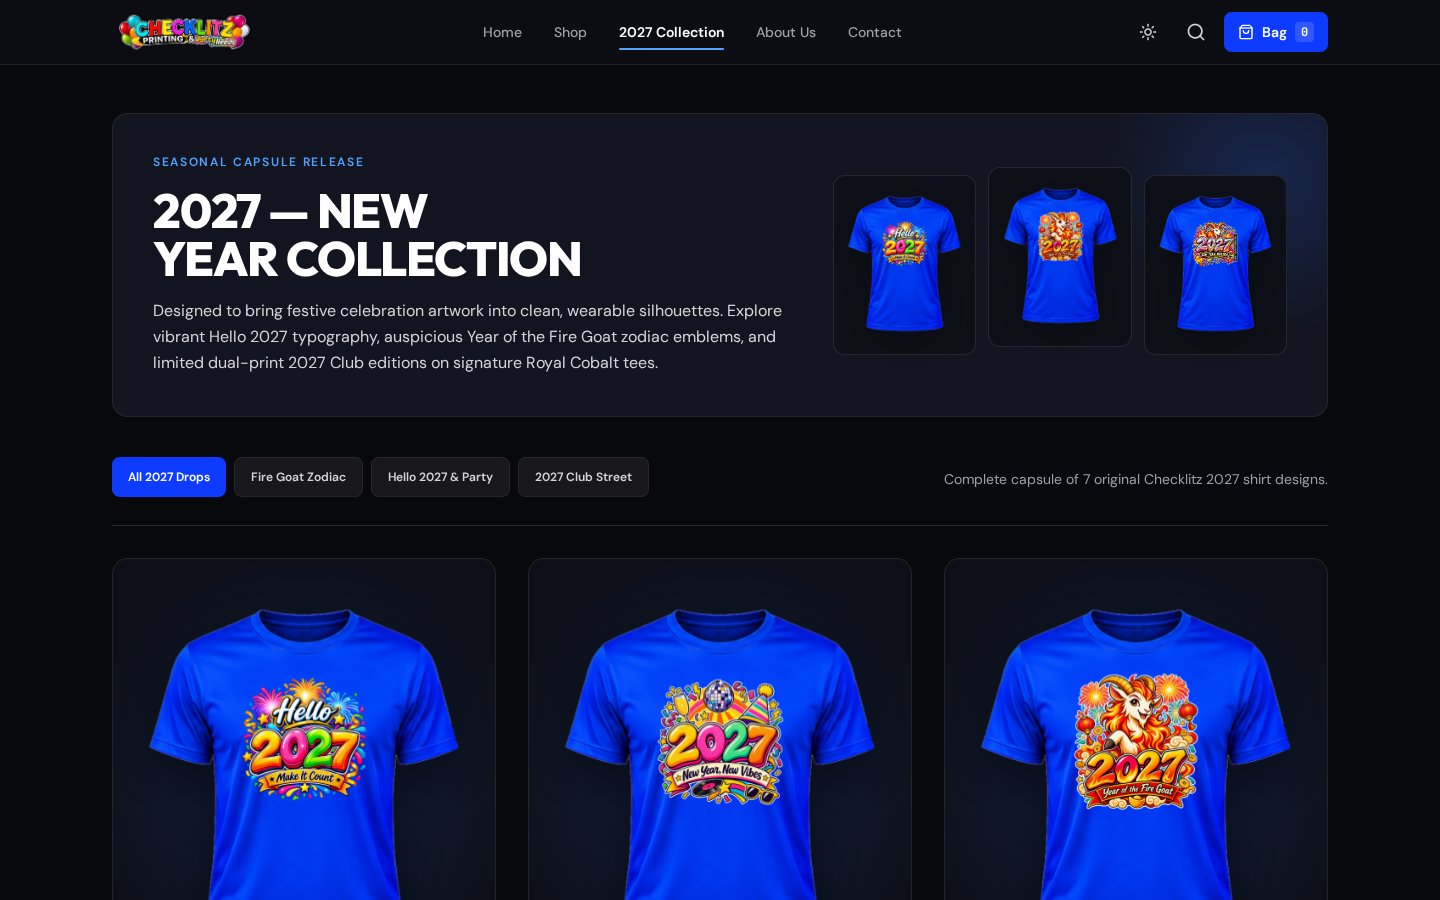 CHECKLITZ
PRINTING & Party Needs
Home
Shop
2027 Collection
About Us
Contact
Bag
0
SEASONAL CAPSULE RELEASE
2027 — NEW
YEAR COLLECTION
Designed to bring festive celebration artwork into clean, wearable silhouettes. Explore
vibrant Hello 2027 typography, auspicious Year of the Fire Goat zodiac emblems, and
limited dual-print 2027 Club editions on signature Royal Cobalt tees.
Hello
2027
2027
2027
All 2027 Drops
Fire Goat Zodiac
Hello 2027 & Party
2027 Club Street
Complete capsule of 7 original Checklitz 2027 shirt designs.
Hello
2027
Make It Count
2027
New Year, New Vibes
2027
Year of the Fire Goat